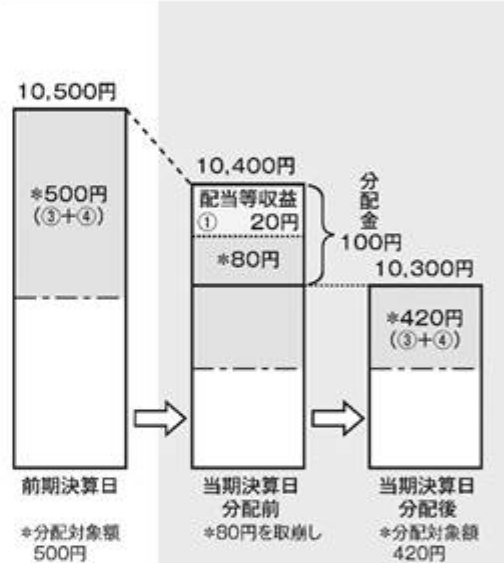 10,500円
*500円
(③+④)
前期決算日
*分配対象額
500円
10,400円
配当等収益
① 20円
*80円
分配金
100円
当期決算日
分配前
*80円を取崩し
10,300円
*420円
(③+④)
当期決算日
分配後
*分配対象額
420円